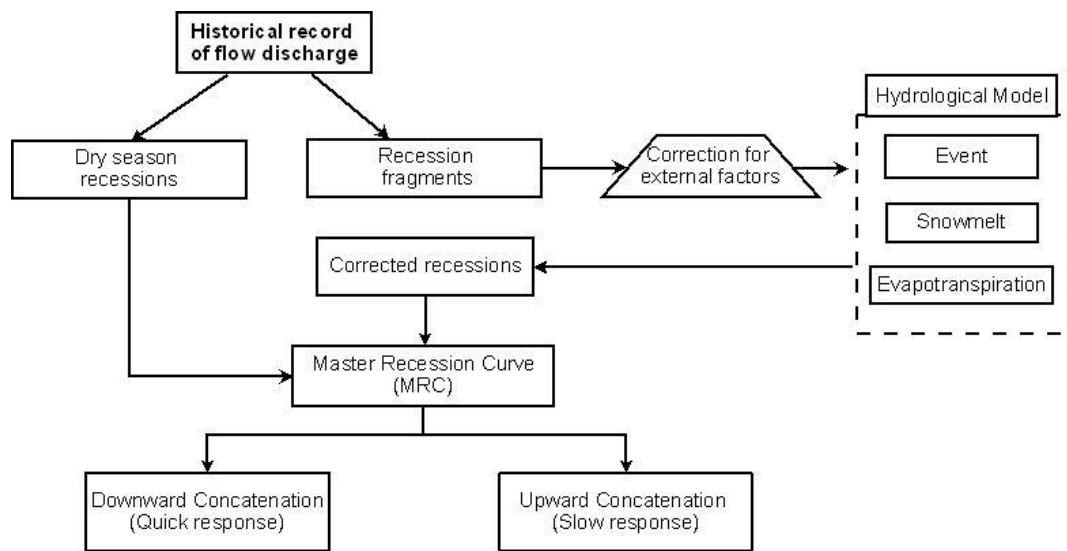 Historical record
of flow discharge
Hydrological Model
Dry season
recessions
Recession
fragments
Correction for
external factors
Event
Snowmelt
Evapotranspiration
Corrected recessions
Master Recession Curve
(MRC)
Downward Concatenation
(Quick response)
Upward Concatenation
(Slow response)